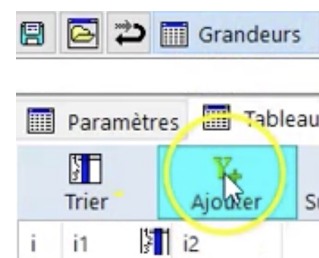 Grandeurs
Paramètres Tableau
Y+
Trier Ajouter
i i1 i2